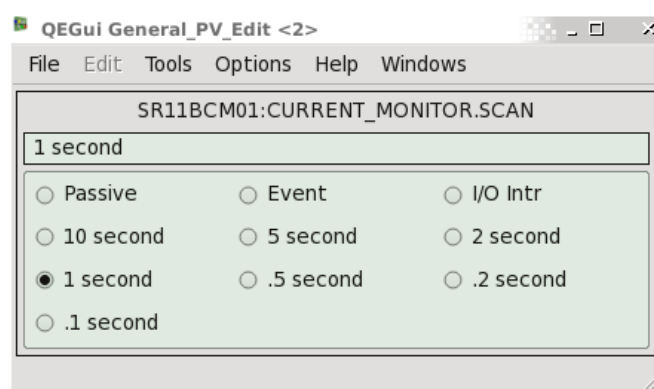 QEGui General_PV_Edit <2>
File Edit Tools Options Help Windows
SR11BCM01:CURRENT_MONITOR.SCAN
1 second
Passive Event I/O Intr
10 second 5 second 2 second
1 second .5 second .2 second
.1 second